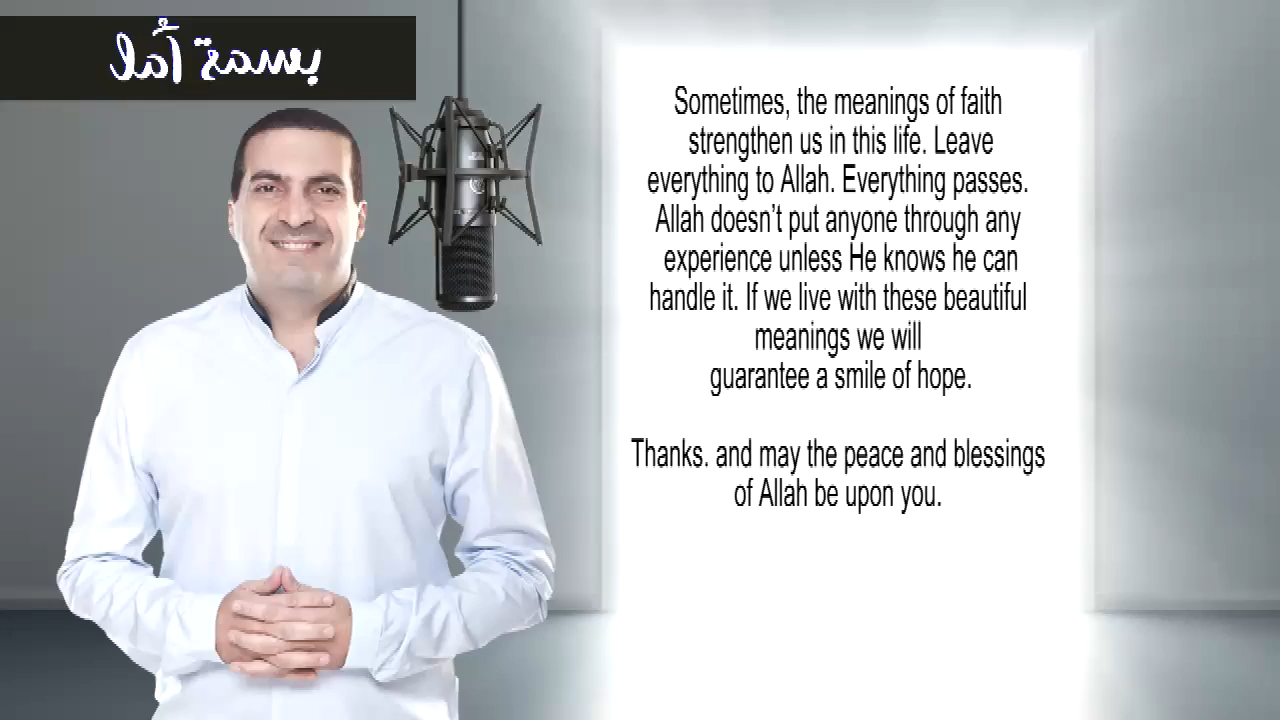 بسمة أمل
Sometimes, the meanings of faith
strengthen us in this life. Leave
everything to Allah. Everything passes.
Allah doesn't put anyone through any
experience unless He knows he can
handle it. If we live with these beautiful
meanings we will
guarantee a smile of hope.
Thanks. and may the peace and blessings
of Allah be upon you.